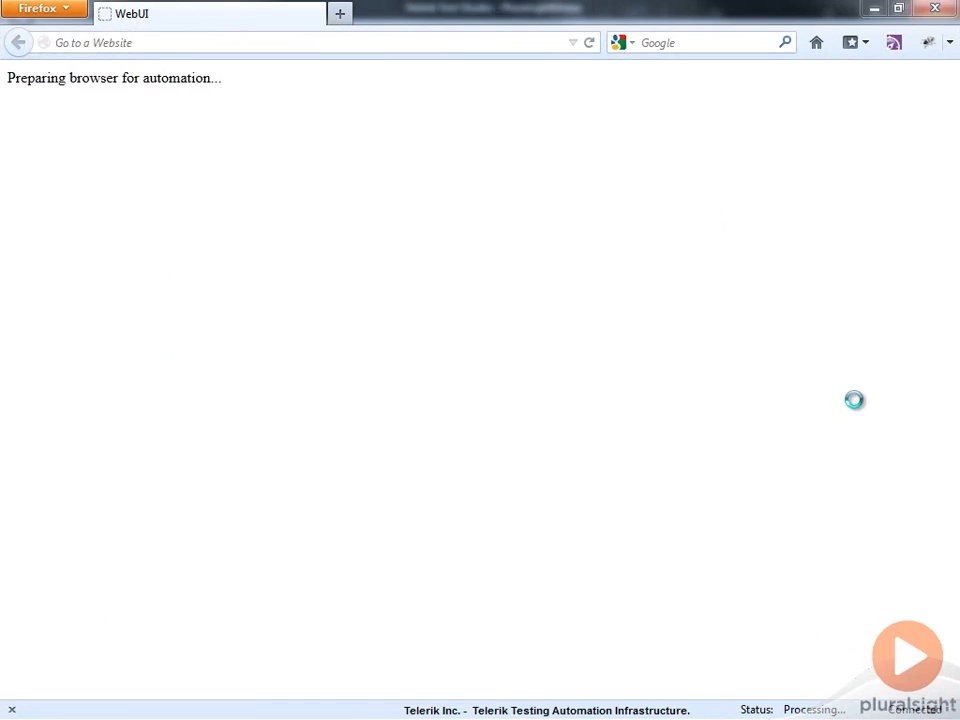 Firefox
WebUI
Go to a Website
Google
Preparing browser for automation...
Telerik Inc. - Telerik Testing Automation Infrastructure.
Status: Processing...
Connected
pluralsight